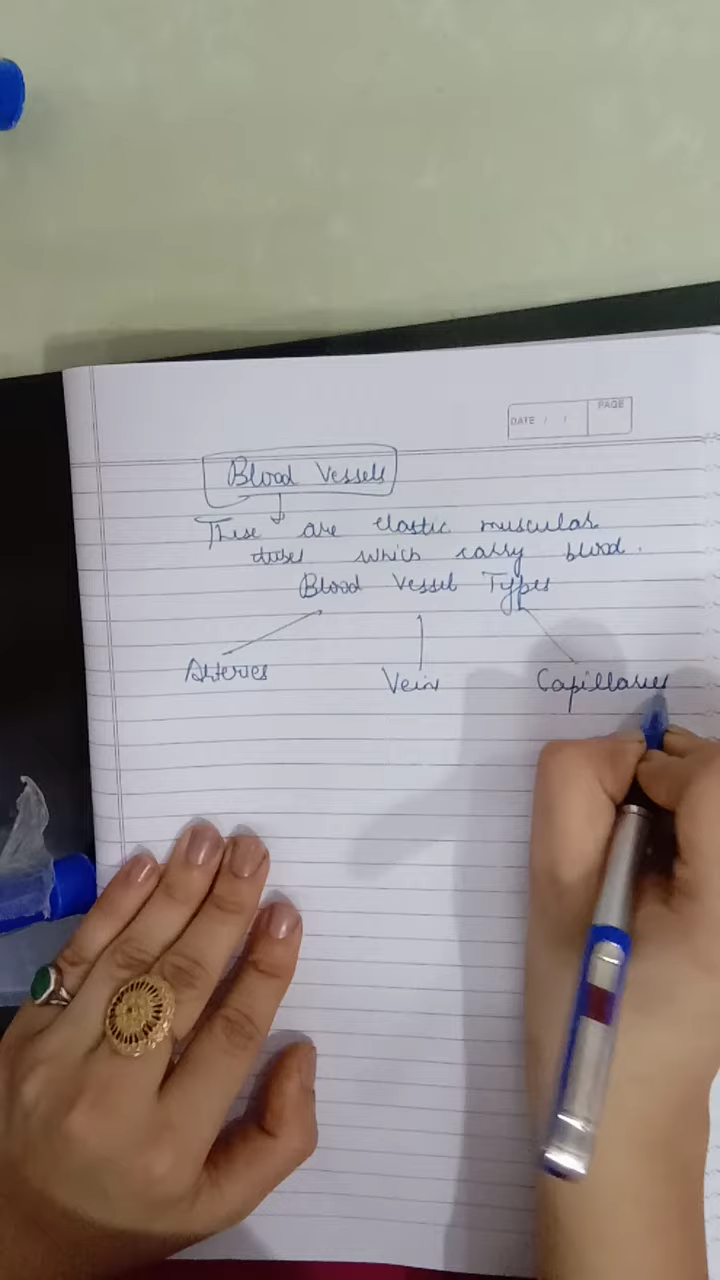 DATE / / PAGE
Blood Vessels
These are elastic muscular
tubes which carry blood.
Blood Vessel Types
Arteries Vein Capillaries